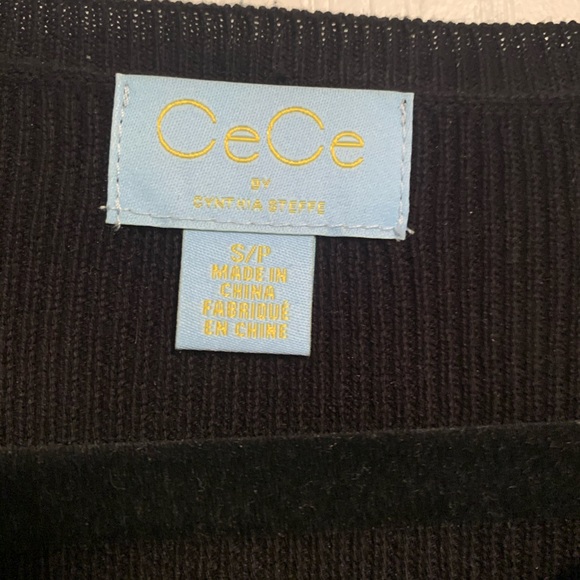 CeCe
BY
CYNTHIA STEFFE
S/P
MADE IN
CHINA
FABRIQUÉ
EN CHINE